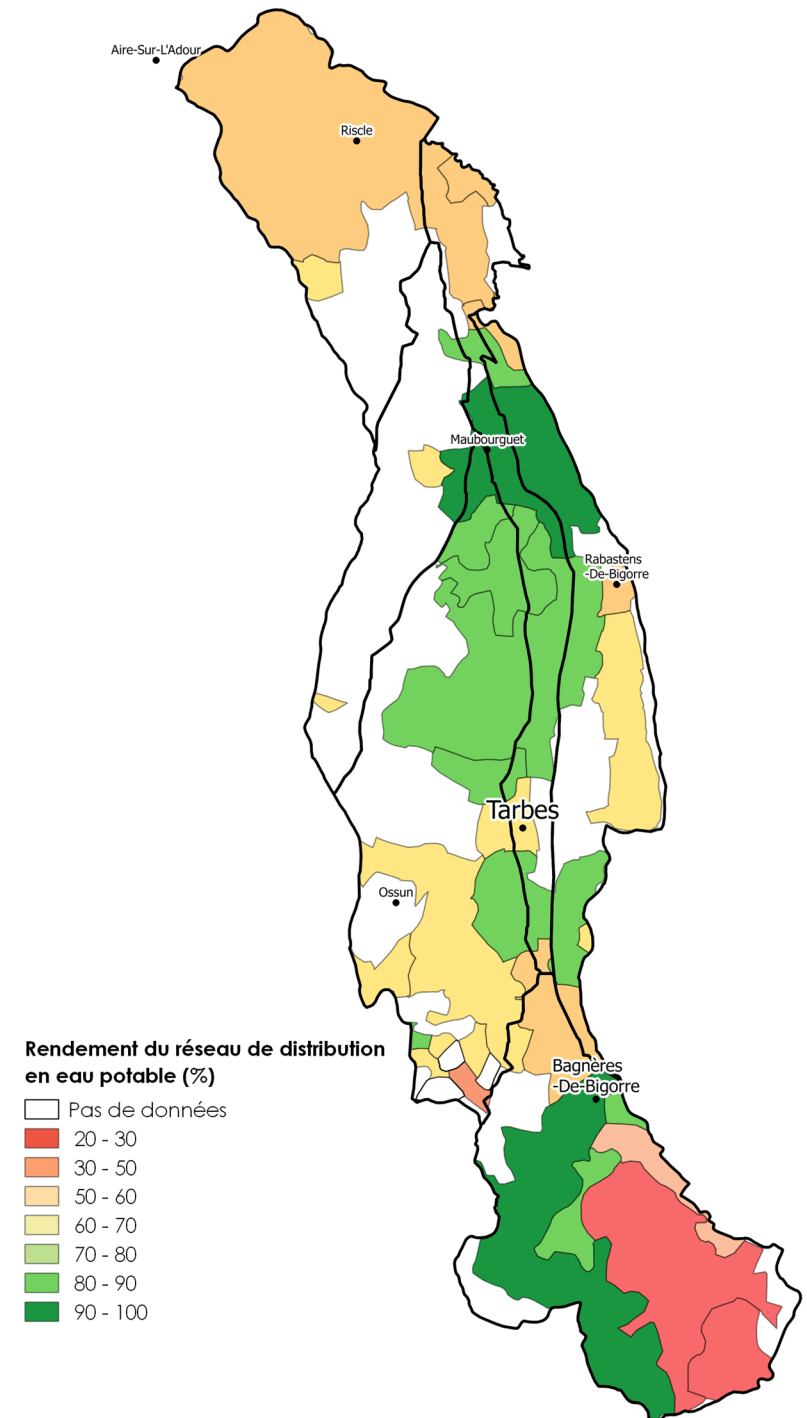 Aire-Sur-L'Adour
Riscle
Maubourguet
Rabastens
-De-Bigorre
Tarbes
Ossun
Bagnères
-De-Bigorre
Rendement du réseau de distribution
en eau potable (%)
Pas de données
20 - 30
30 - 50
50 - 60
60 - 70
70 - 80
80 - 90
90 - 100